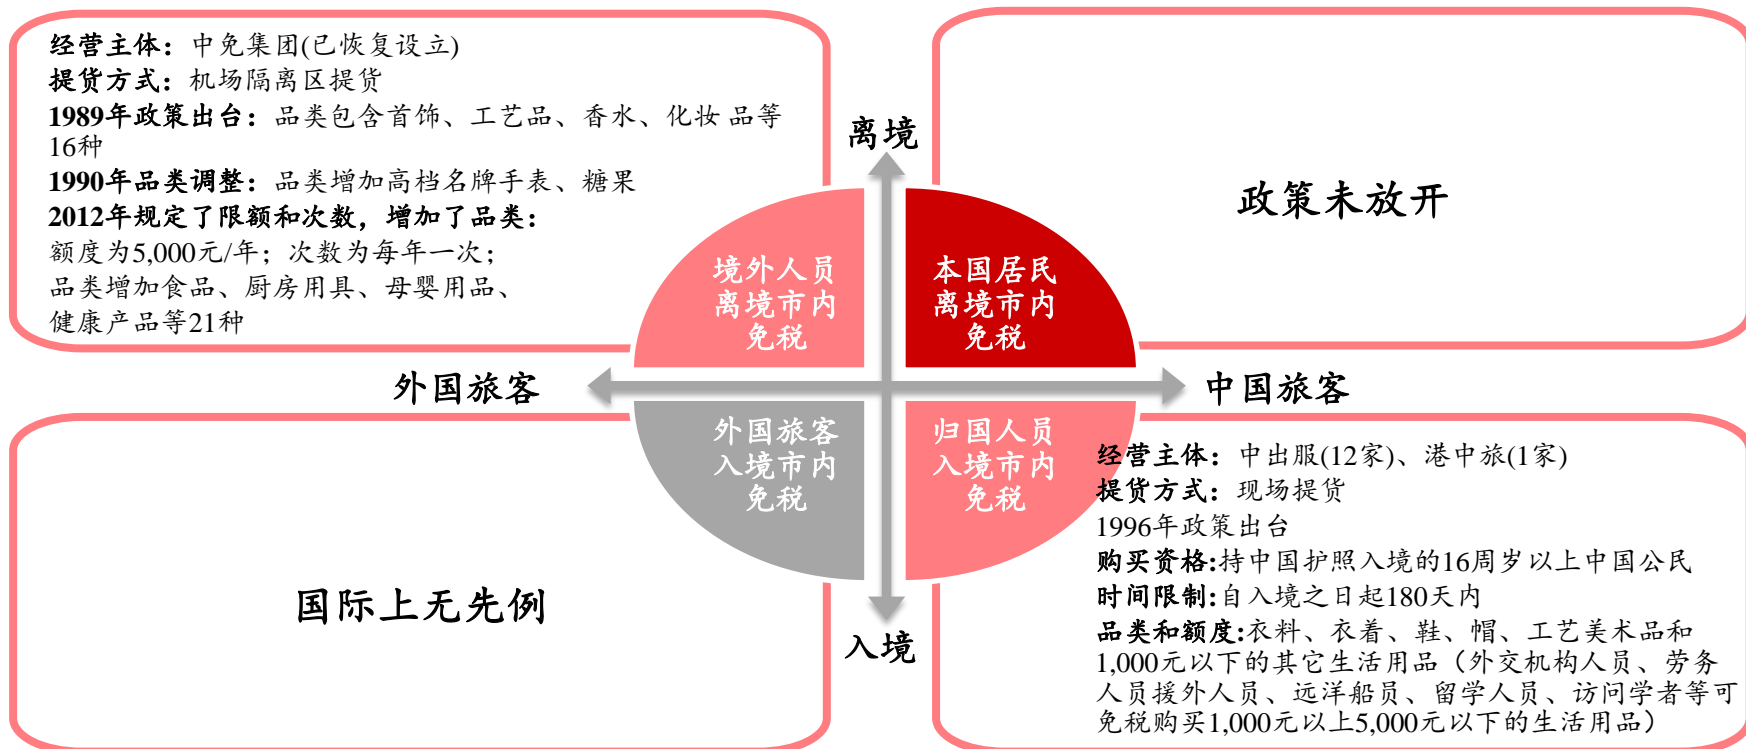 经营主体：中免集团(已恢复设立)
提货方式：机场隔离区提货
1989年政策出台：品类包含首饰、工艺品、香水、化妆 品等
16种
1990年品类调整：品类增加高档名牌手表、糖果
2012年规定了限额和次数，增加了品类：
额度为5,000元/年；次数为每年一次；
品类增加食品、厨房用具、母婴用品、
健康产品等21种
离境
政策未放开
境外人员
离境市内
免税
本国居民
离境市内
免税
外国旅客
中国旅客
外国旅客
入境市内
免税
归国人员
入境市内
免税
国际上无先例
入境
经营主体：中出服(12家)、港中旅(1家)
提货方式：现场提货
1996年政策出台
购买资格:持中国护照入境的16周岁以上中国公民
时间限制:自入境之日起180天内
品类和额度:衣料、衣着、鞋、帽、工艺美术品和
1,000元以下的其它生活用品（外交机构人员、劳务
人员援外人员、远洋船员、留学人员、访问学者等可
免税购买1,000元以上5,000元以下的生活用品）